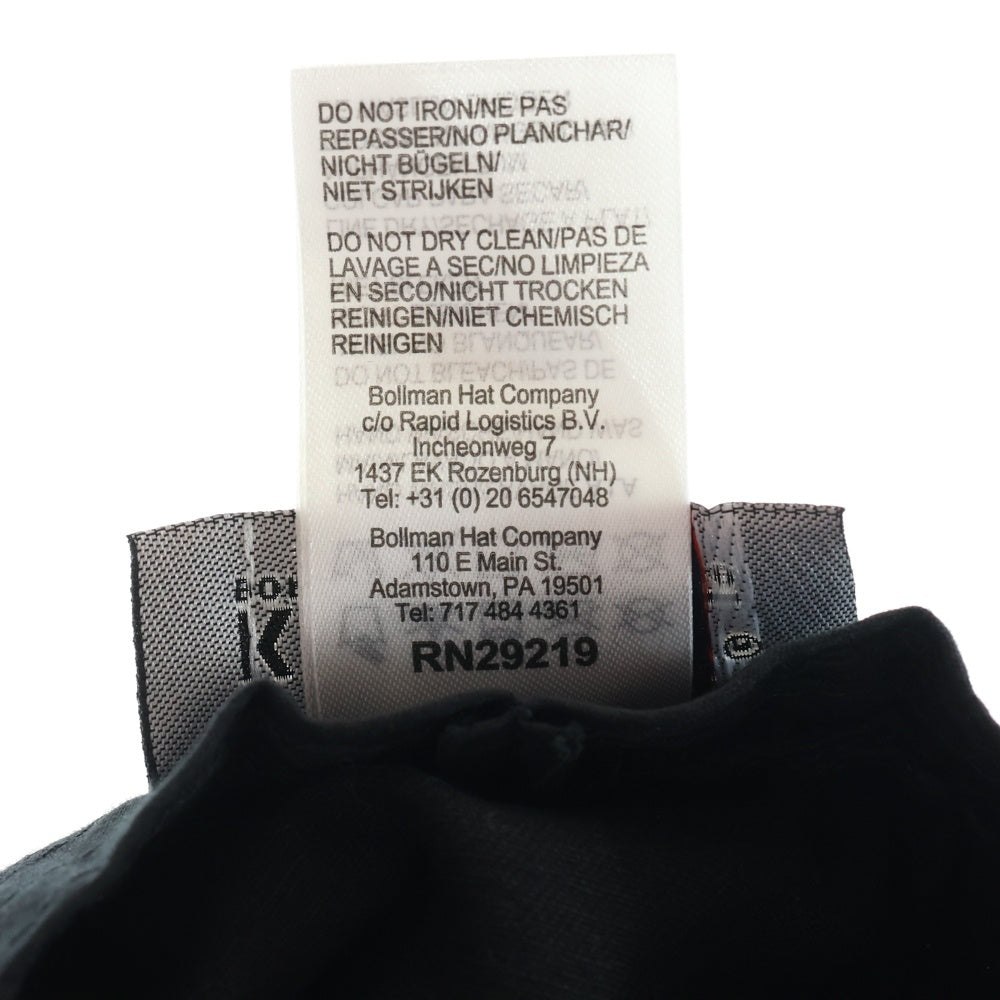 DO NOT IRON/NE PAS
REPASSER/NO PLANCHAR/
NICHT BÜGELN/
NIET STRIJKEN
DO NOT DRY CLEAN/PAS DE
LAVAGE A SEC/NO LIMPIEZA
EN SECO/NICHT TROCKEN
REINIGEN/NIET CHEMISCH
REINIGEN
Bollman Hat Company
c/o Rapid Logistics B.V.
Incheonweg 7
1437 EK Rozenburg (NH)
Tel: +31 (0) 20 6547048
Bollman Hat Company
110 E Main St.
Adamstown, PA 19501
Tel: 717 484 4361
RN29219